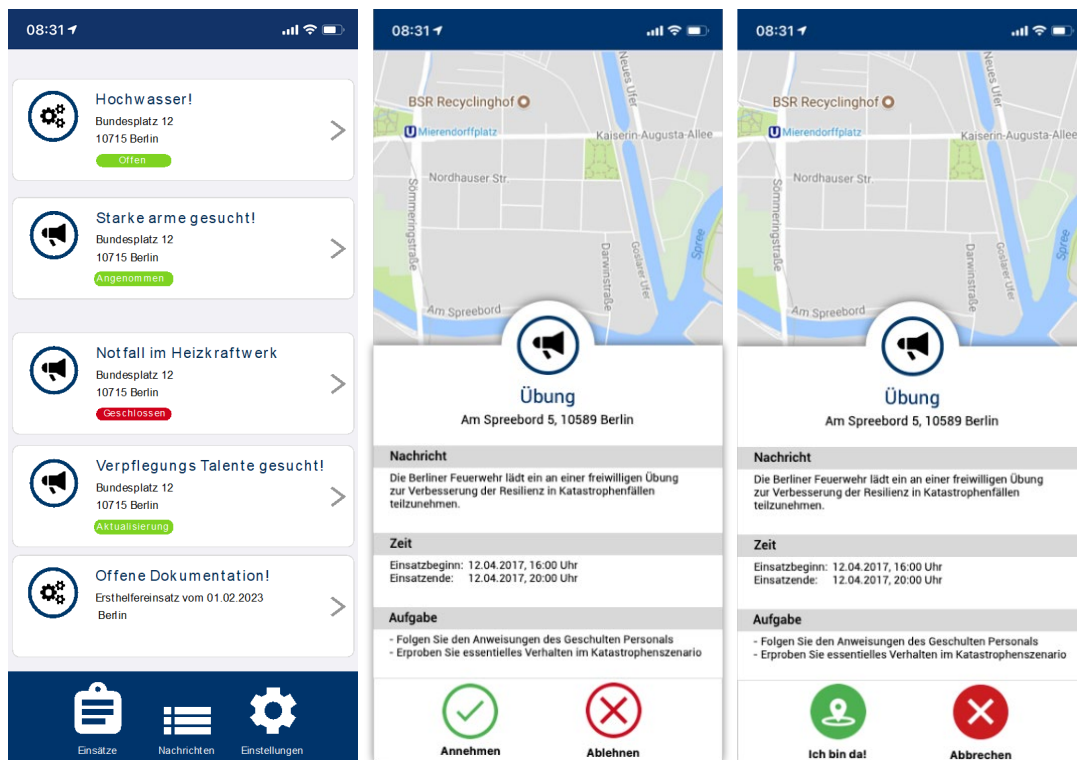 08:31
Hochwasser!
Bundesplatz 12
10715 Berlin
Offen
Starke arme gesucht!
Bundesplatz 12
10715 Berlin
Angenommen
Notfall im Heizkraftwerk
Bundesplatz 12
10715 Berlin
Geschlossen
Verpflegungs Talente gesucht!
Bundesplatz 12
10715 Berlin
Aktualisierung
Offene Dokumentation!
Ersthelfereinsatz vom 01.02.2023
Berlin
Einsätze
Nachrichten
Einstellungen
08:31
Neues Ufer
BSR Recyclinghof
U Mierendorffplatz
Kaiserin-Augusta-Allee
Nordhauser Str.
Sömmeringstraße
Darwinstraße
Goslarer Ufer
Spree
Am Spreebord
Übung
Am Spreebord 5, 10589 Berlin
Nachricht
Die Berliner Feuerwehr lädt ein an einer freiwilligen Übung
zur Verbesserung der Resilienz in Katastrophenfällen
teilzunehmen.
Zeit
Einsatzbeginn: 12.04.2017, 16:00 Uhr
Einsatzende: 12.04.2017, 20:00 Uhr
Aufgabe
- Folgen Sie den Anweisungen des Geschulten Personals
- Erproben Sie essentielles Verhalten im Katastrophenszenario
Annehmen
Ablehnen
08:31
Neues Ufer
BSR Recyclinghof
U Mierendorffplatz
Kaiserin-Augusta-Allee
Nordhauser Str.
Sömmeringstraße
Darwinstraße
Goslarer Ufer
Spree
Am Spreebord
Übung
Am Spreebord 5, 10589 Berlin
Nachricht
Die Berliner Feuerwehr lädt ein an einer freiwilligen Übung
zur Verbesserung der Resilienz in Katastrophenfällen
teilzunehmen.
Zeit
Einsatzbeginn: 12.04.2017, 16:00 Uhr
Einsatzende: 12.04.2017, 20:00 Uhr
Aufgabe
- Folgen Sie den Anweisungen des Geschulten Personals
- Erproben Sie essentielles Verhalten im Katastrophenszenario
Ich bin da!
Abbrechen